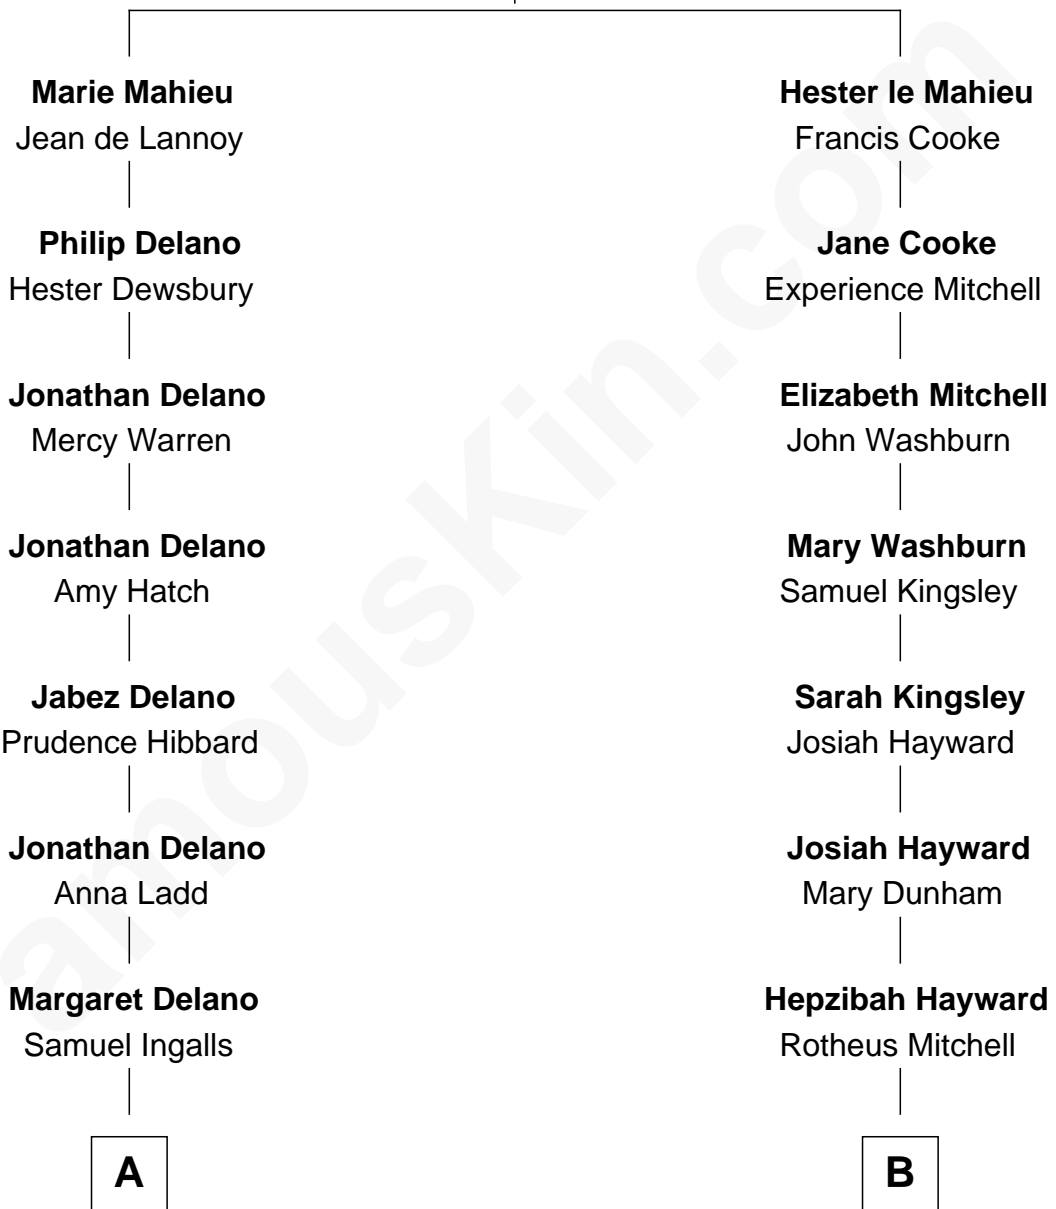 Marie Mahieu
Jean de Lannoy
Philip Delano
Hester Dewsbury
Jonathan Delano
Mercy Warren
Jonathan Delano
Amy Hatch
Jabez Delano
Prudence Hibbard
Jonathan Delano
Anna Ladd
Margaret Delano
Samuel Ingalls
A
Hester le Mahieu
Francis Cooke
Jane Cooke
Experience Mitchell
Elizabeth Mitchell
John Washburn
Mary Washburn
Samuel Kingsley
Sarah Kingsley
Josiah Hayward
Josiah Hayward
Mary Dunham
Hepzibah Hayward
Rotheus Mitchell
B
amousKin.com